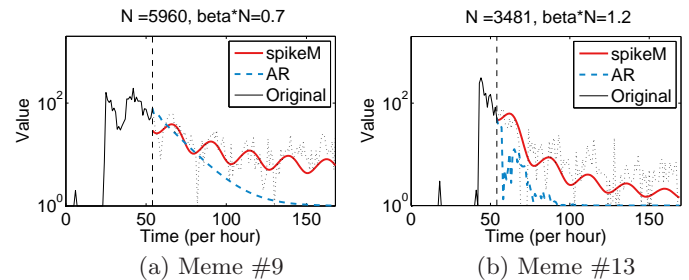 N =5960, beta*N=0.7
spikeM
AR
Original
Value
10^2
10^0
0 50 100 150
Time (per hour)
(a) Meme #9
N =3481, beta*N=1.2
spikeM
AR
Original
Value
10^2
10^0
0 50 100 150
Time (per hour)
(b) Meme #13